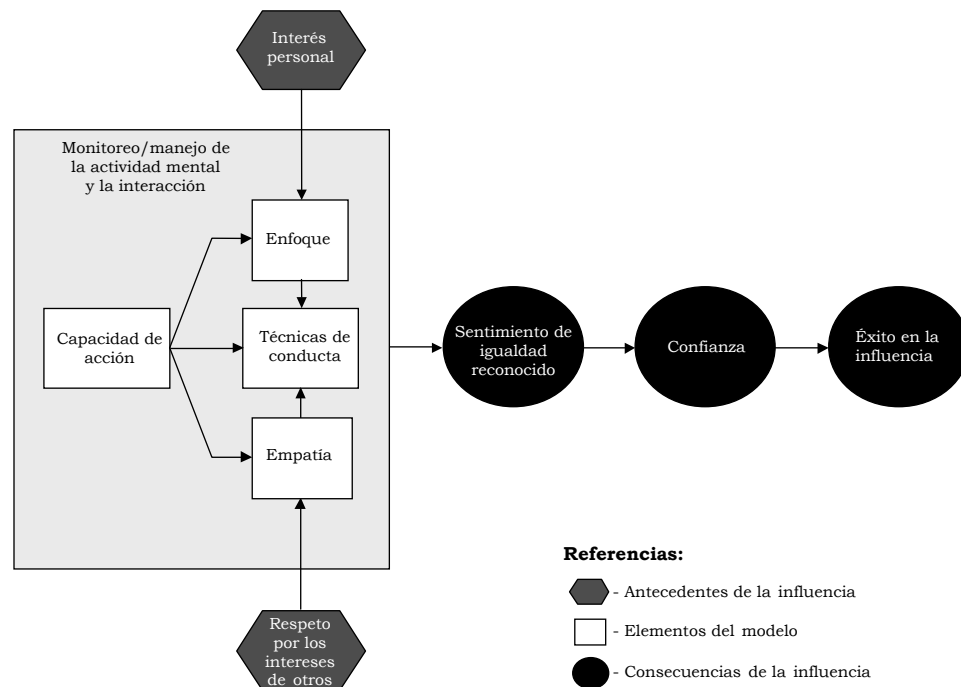 Interés
personal
Monitoreo/manejo de
la actividad mental
y la interacción
Enfoque
Capacidad de
acción
Técnicas de
conducta
Empatía
Sentimiento de
igualdad
reconocido
Confianza
Éxito en la
influencia
Respeto
por los
intereses
de otros
Referencias:
- Antecedentes de la influencia
- Elementos del modelo
- Consecuencias de la influencia